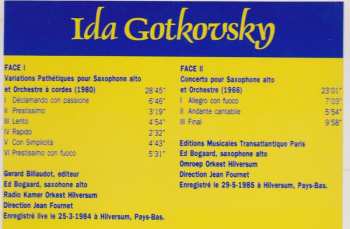 Ida Gotkovsky
FACE I
Variations Pathétiques pour Saxophone alto
et Orchestre à cordes (1980) 28'45"
I Déclamando con passione 6'46"
II Prestissimo 3'19"
III Lento 4'54"
IV Rapido 2'32"
V Con Simplicità 4'43"
VI Prestissimo con fuoco 5'31"
Gerard Billaudot, editeur
Ed Bogaard, saxophone alto
Radio Kamer Orkest Hilversum
Direction Jean Fournet
Enregistré live le 25-3-1984 à Hilversum, Pays-Bas.
FACE II
Concerto pour Saxophone alto
et Orchestre (1966) 23'01"
I Allegro con fuoco 7'03"
II Andante cantabile 5'54"
III Final 9'58"
Editions Musicales Transatlantique Paris
Ed Bogaard, saxophone alto
Omroep Orkest Hilversum
Direction Jean Fournet
Enregistré le 29-5-1985 à Hilversum, Pays-Bas.